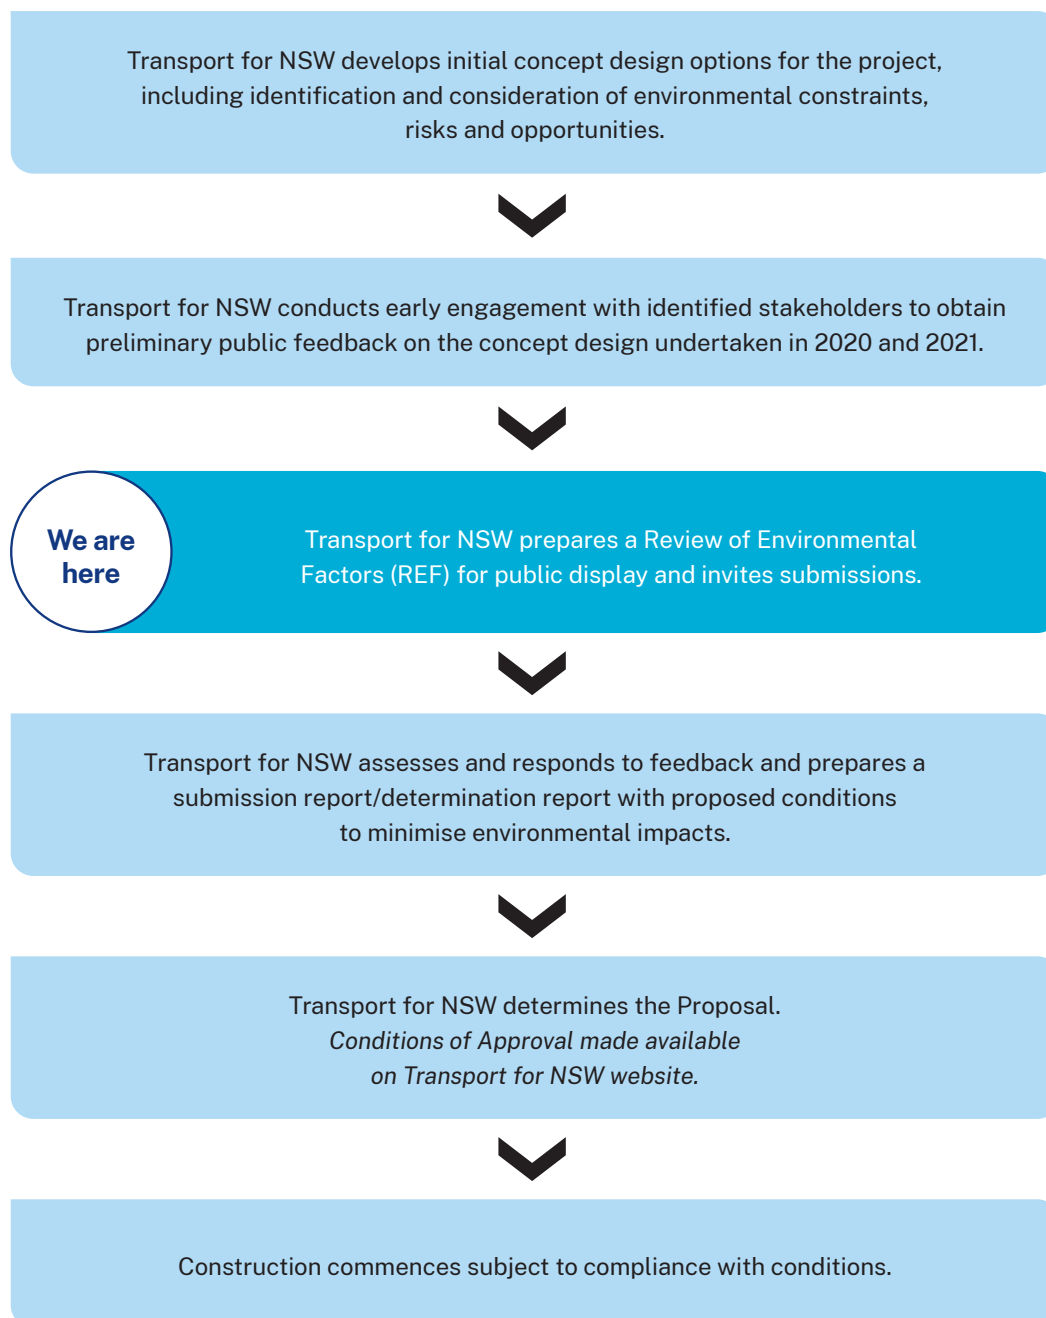 Transport for NSW develops initial concept design options for the project,
including identification and consideration of environmental constraints,
risks and opportunities.
Transport for NSW conducts early engagement with identified stakeholders to obtain
preliminary public feedback on the concept design undertaken in 2020 and 2021.
We are
here
Transport for NSW prepares a Review of Environmental
Factors (REF) for public display and invites submissions.
Transport for NSW assesses and responds to feedback and prepares a
submission report/determination report with proposed conditions
to minimise environmental impacts.
Transport for NSW determines the Proposal.
Conditions of Approval made available
on Transport for NSW website.
Construction commences subject to compliance with conditions.